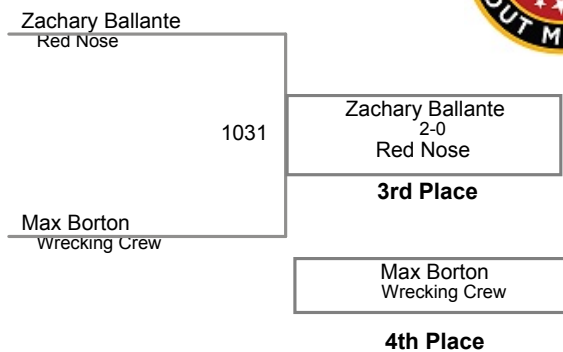 Zachary Ballante
Red Nose
1031
Zachary Ballante
2-0
Red Nose
3rd Place
Max Borton
Wrecking Crew
Max Borton
Wrecking Crew
4th Place